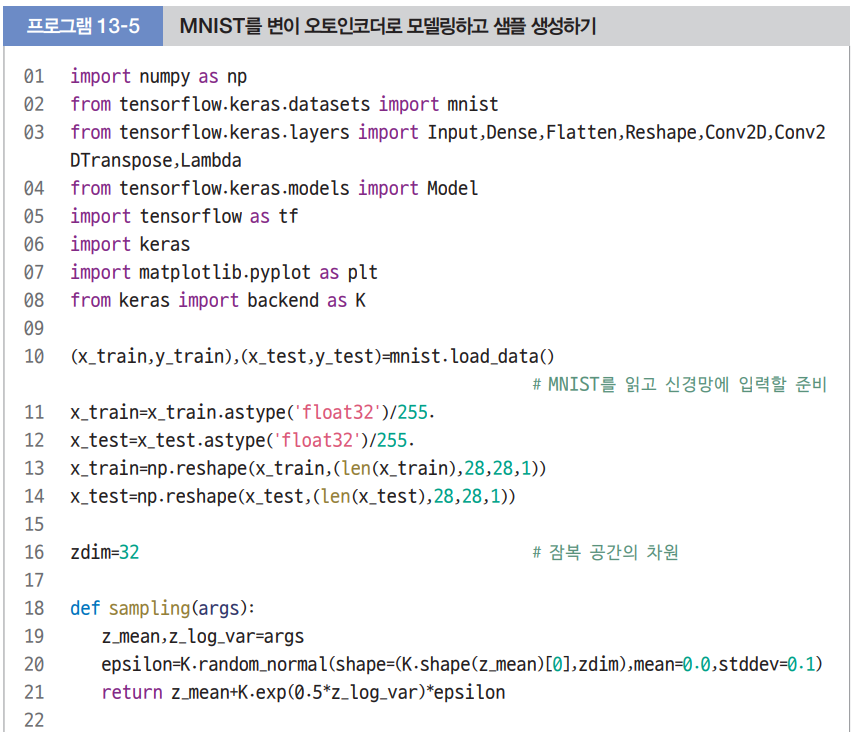 프로그램 13-5 MNIST를 변이 오토인코더로 모델링하고 샘플 생성하기
01 import numpy as np
02 from tensorflow.keras.datasets import mnist
03 from tensorflow.keras.layers import Input,Dense,Flatten,Reshape,Conv2D,Conv2
DTranspose,Lambda
04 from tensorflow.keras.models import Model
05 import tensorflow as tf
06 import keras
07 import matplotlib.pyplot as plt
08 from keras import backend as K
09
10 (x_train,y_train),(x_test,y_test)=mnist.load_data()
# MNIST를 읽고 신경망에 입력할 준비
11 x_train=x_train.astype('float32')/255.
12 x_test=x_test.astype('float32')/255.
13 x_train=np.reshape(x_train,(len(x_train),28,28,1))
14 x_test=np.reshape(x_test,(len(x_test),28,28,1))
15
16 zdim=32 # 잠복 공간의 차원
17
18 def sampling(args):
19 z_mean,z_log_var=args
20 epsilon=K.random_normal(shape=(K.shape(z_mean)[0],zdim),mean=0.0,stddev=0.1)
21 return z_mean+K.exp(0.5*z_log_var)*epsilon
22